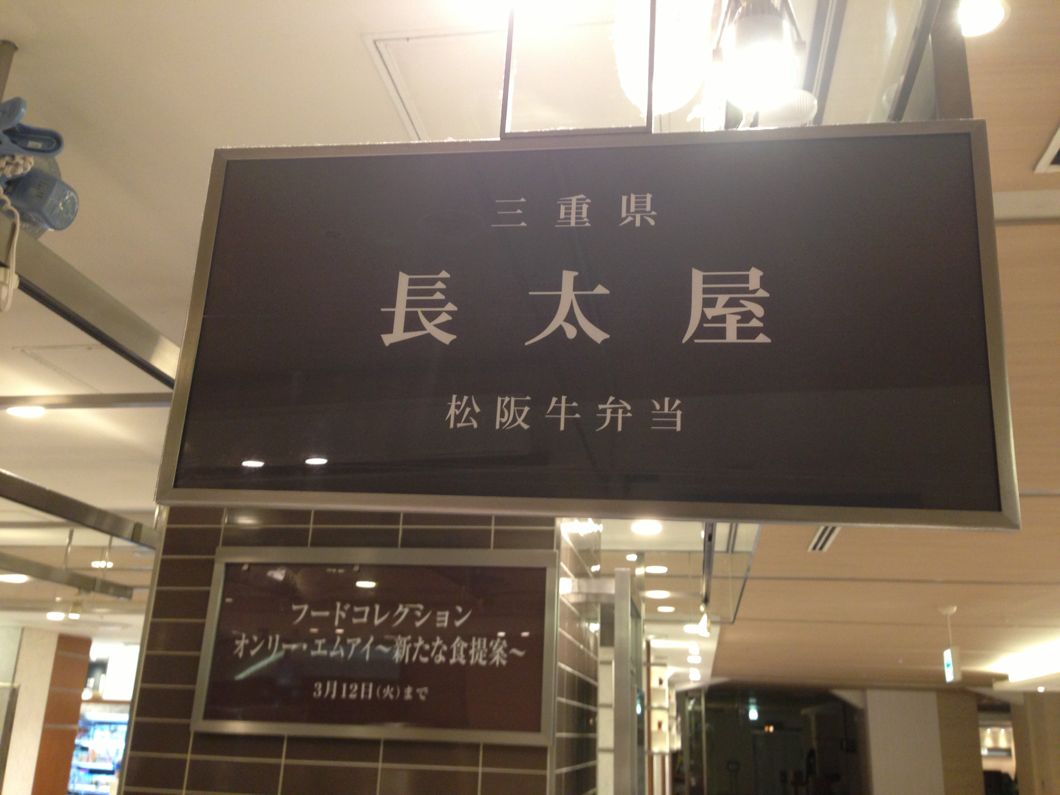 三重県
長太屋
松阪牛弁当
フードコレクション
オンリー・エムアイ〜新たな食提案〜
3月12日(火)まで